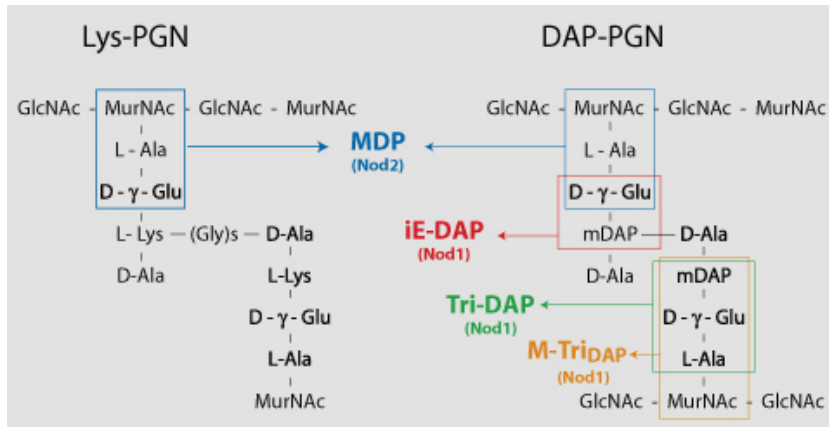 Lys-PGN
GlcNAc - MurNAc - GlcNAc - MurNAc
L - Ala
D - γ - Glu
L- Lys — (Gly)s — D-Ala
D-Ala
L-Lys
D - γ - Glu
L-Ala
MurNAc
MDP
(Nod2)
DAP-PGN
GlcNAc - MurNAc - GlcNAc - MurNAc
L - Ala
D - γ - Glu
iE-DAP
(Nod1)
mDAP — D-Ala
D-Ala
mDAP
Tri-DAP
(Nod1)
D - γ - Glu
M-TriDAP
(Nod1)
L-Ala
GlcNAc - MurNAc - GlcNAc